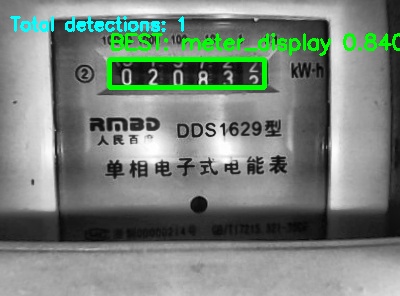 Total detections: 1
BEST: meter_display 0.840
② 020832 kW·h
RMBD DDS1629型
人民百
单相电子式电能表